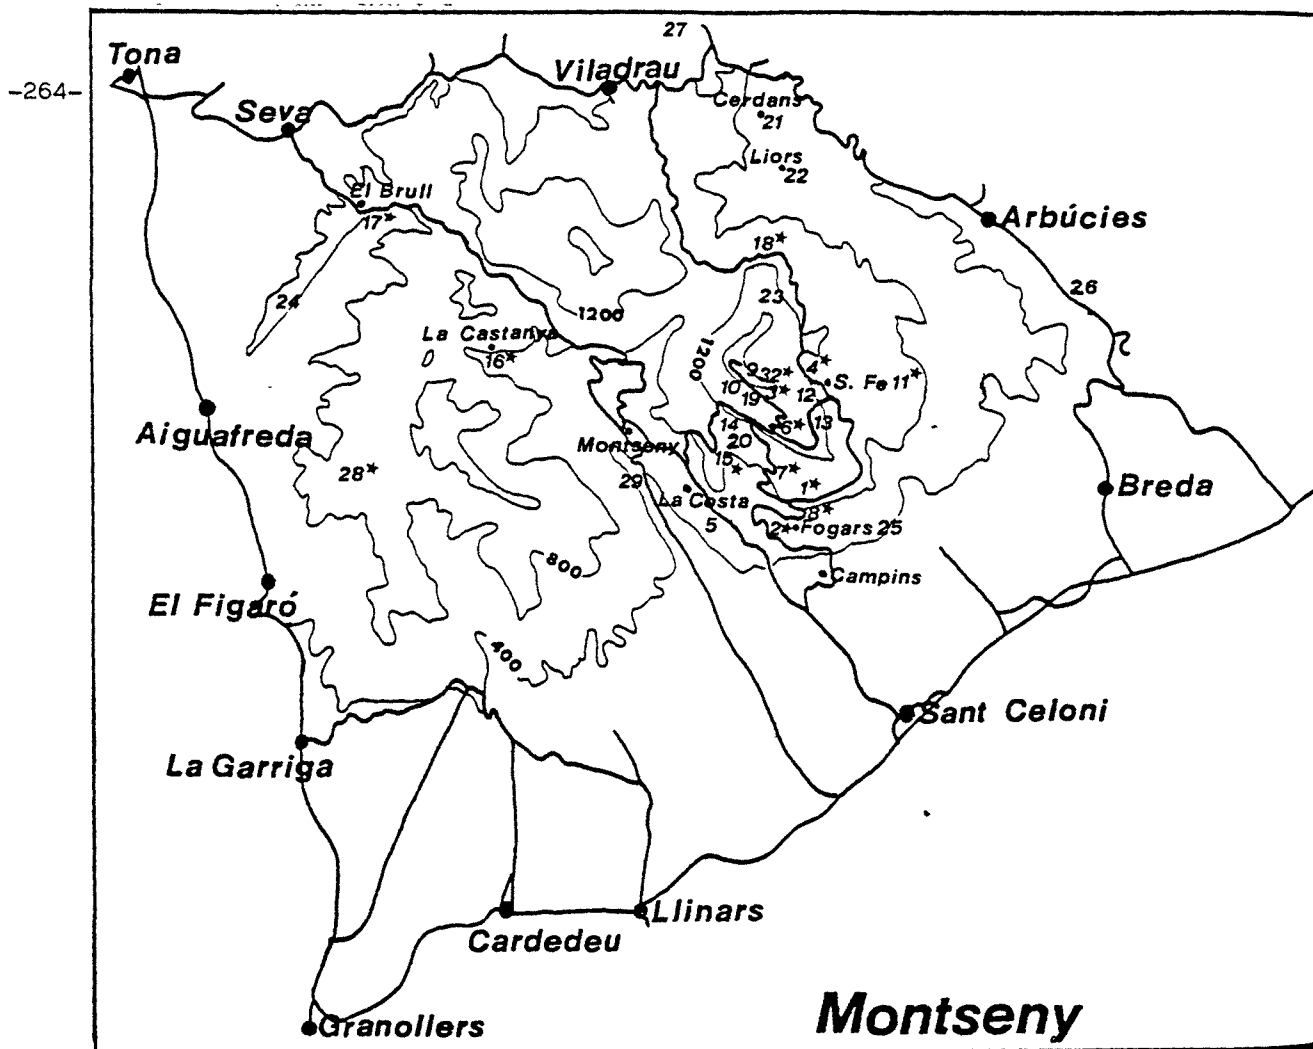 27
Tona
Viladrau
-264-
Cerdans
21
Seva
Liors
22
El Brull
17*
Arbúcies
18*
24
23
26
1200
La Castanya
16*
1200
9
32*
4*
S. Fe 11*
10
3*
12
19
14
6*
13
Aiguafreda
20
Montseny
15
*
7*
28*
29
1*
Breda
La Costa
5
8*
2*
Fogars 25
800
Campins
El Figaró
400
Sant Celoni
La Garriga
Llinars
Cardedeu
Montseny
Granollers